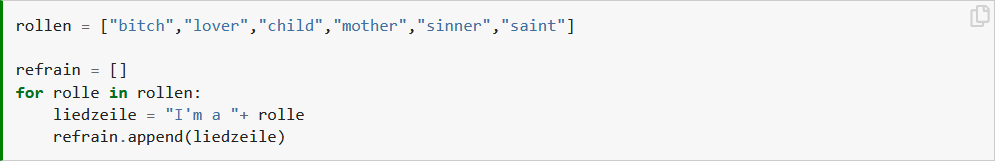 rollen = ["bitch","lover","child","mother","sinner","saint"]

refrain = []
for rolle in rollen:
    liedzeile = "I'm a "+ rolle
    refrain.append(liedzeile)